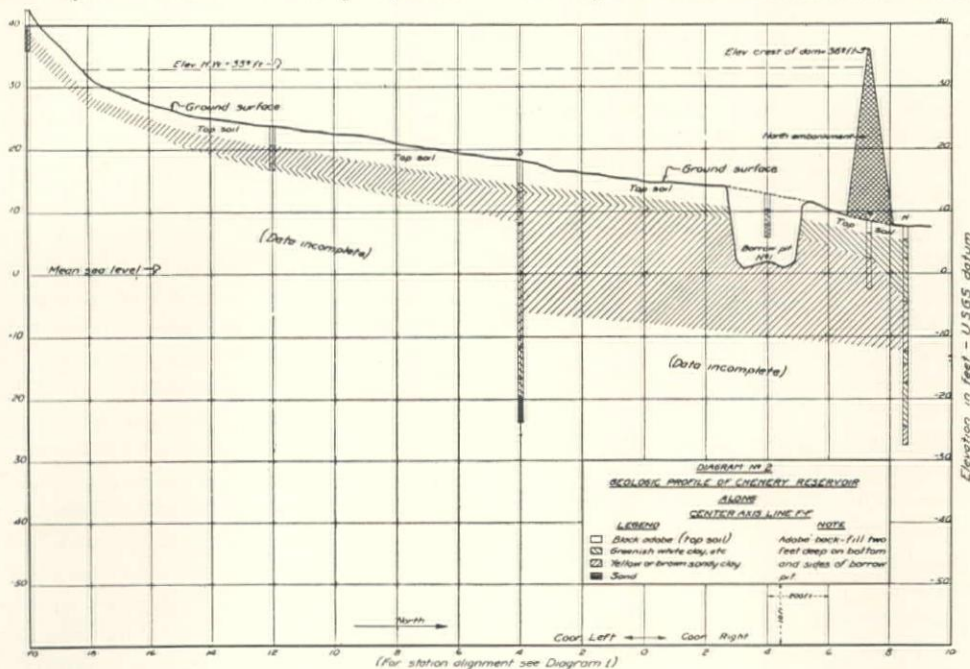 Elev. H.W. = 33± ft
Elev crest of dam = 36± ft
Ground surface
North embankment
Top soil
Top soil
D
Ground surface
Top soil
Top soil
H
(Data incomplete)
Borrow pit
Nº1
Mean sea level
(Data incomplete)
Elevation in feet - USGS datum
40
30
20
10
0
-10
-20
-30
-40
-50
40
30
20
10
0
-10
-20
-30
-40
-50
DIAGRAM Nº 2
GEOLOGIC PROFILE OF CHENERY RESERVOIR
ALONG
CENTER AXIS LINE F-F
LEGEND
Black adobe (top soil)
Greenish white clay, etc
Yellow or brown sandy clay
Sand
NOTE
Adobe back-fill two
feet deep on bottom
and sides of borrow
pit.
200 ft
North
Coor. Left
Coor. Right
20 18 16 14 12 10 8 6 4 2 0 2 4 6 8 10
(For station alignment see Diagram 1)